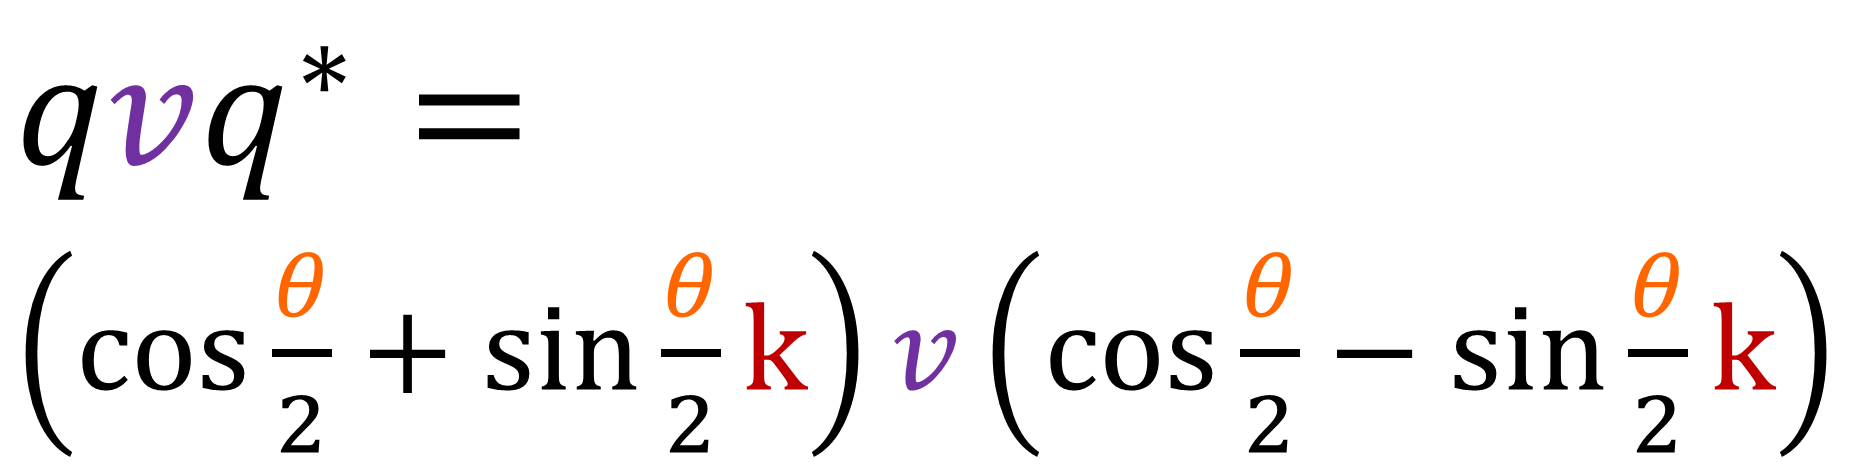 qvq* =
(cos θ/2 + sin θ/2 k) v (cos θ/2 − sin θ/2 k)